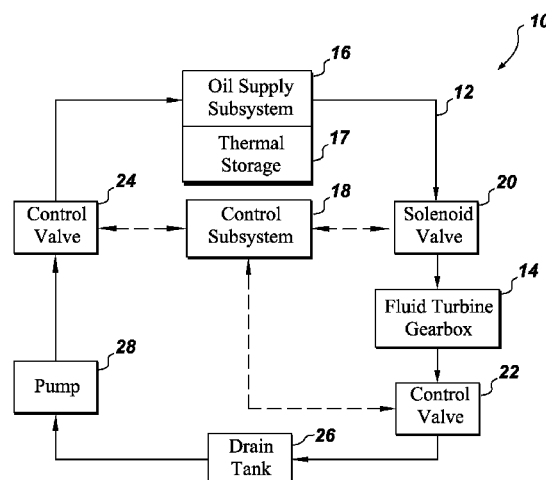 10
16
Oil Supply
Subsystem
12
Thermal
Storage
17
24
18
20
Control
Valve
Control
Subsystem
Solenoid
Valve
14
Fluid Turbine
Gearbox
28
Pump
22
Control
Valve
26
Drain
Tank